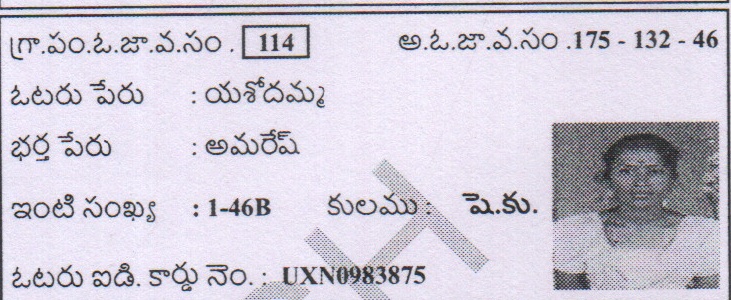 గ్రా.పం.ఓ.జా.వ.సం . 114 అ.ఓ.జా.వ.సం .175 - 132 - 46
ఓటరు పేరు : యశోదమ్మ
భర్త పేరు : అమరేష్
ఇంటి సంఖ్య : 1-46B కులము : షె.కు.
ఓటరు ఐడి. కార్డు నెం. : UXN0983875